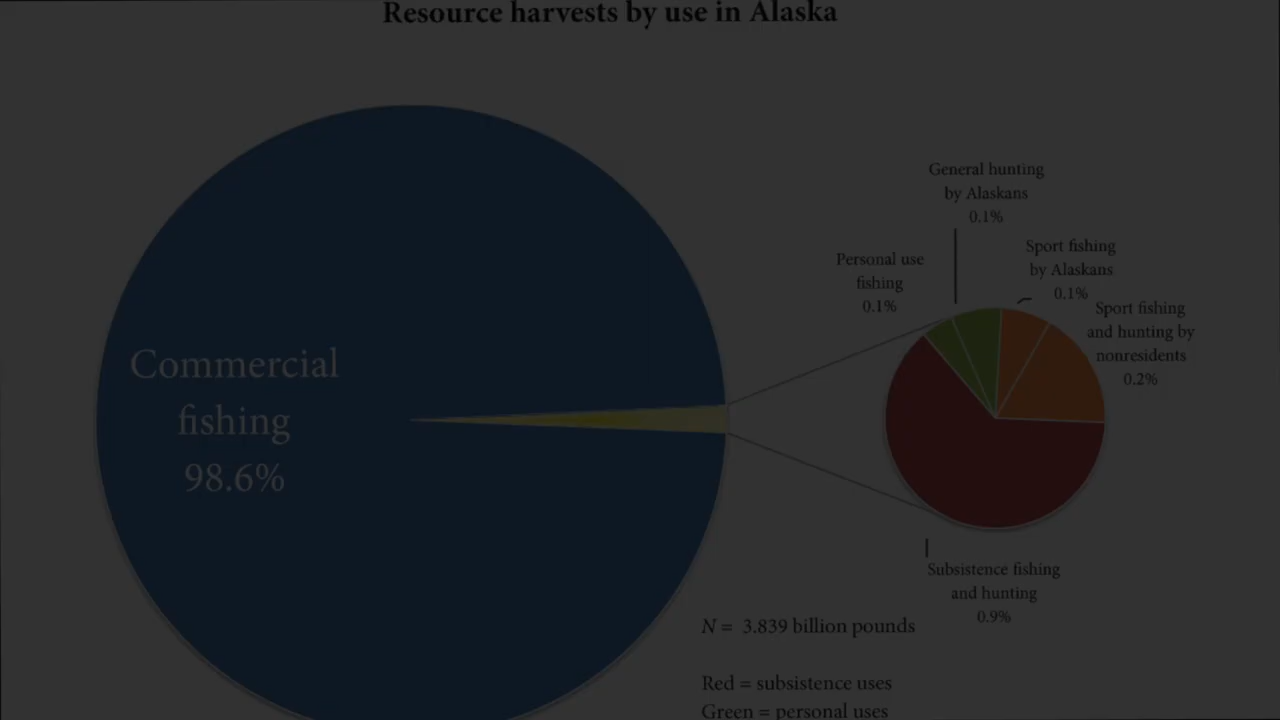 Resource harvests by use in Alaska
General hunting
by Alaskans
0.1%
Sport fishing
by Alaskans
0.1%
Personal use
fishing
0.1%
Sport fishing
and hunting by
nonresidents
0.2%
Commercial
fishing
98.6%
Subsistence fishing
and hunting
0.9%
N = 3.839 billion pounds
Red = subsistence uses
Green = personal uses